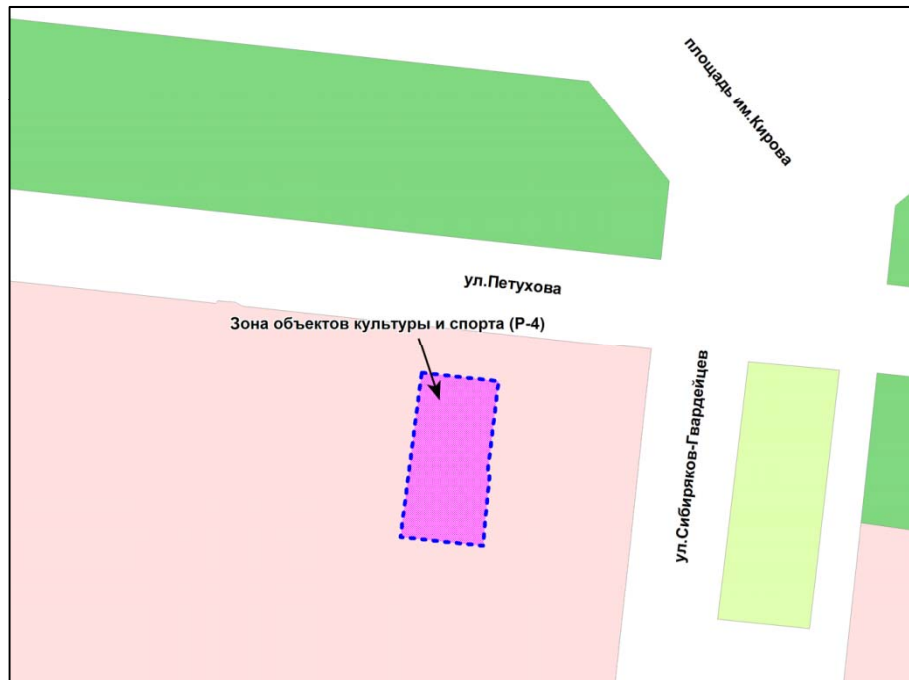 площадь им.Кирова
ул.Петухова
Зона объектов культуры и спорта (Р-4)
ул.Сибиряков-Гвардейцев